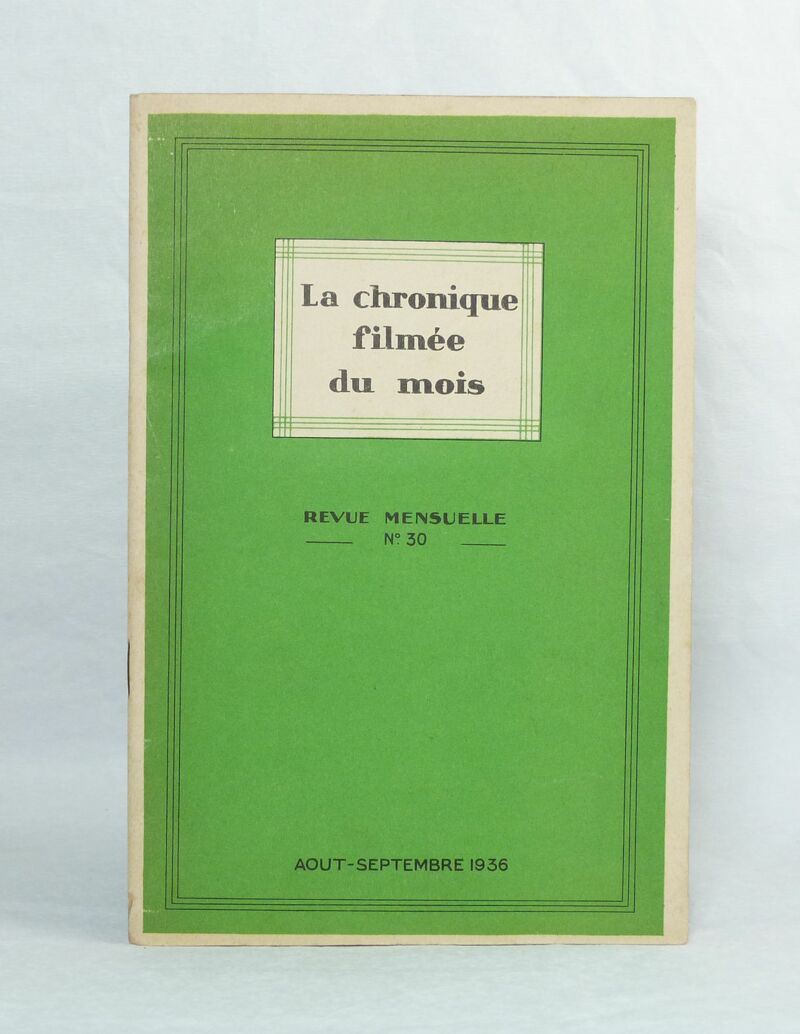 La chronique
filmée
du mois
REVUE MENSUELLE
N° 30
AOUT-SEPTEMBRE 1936